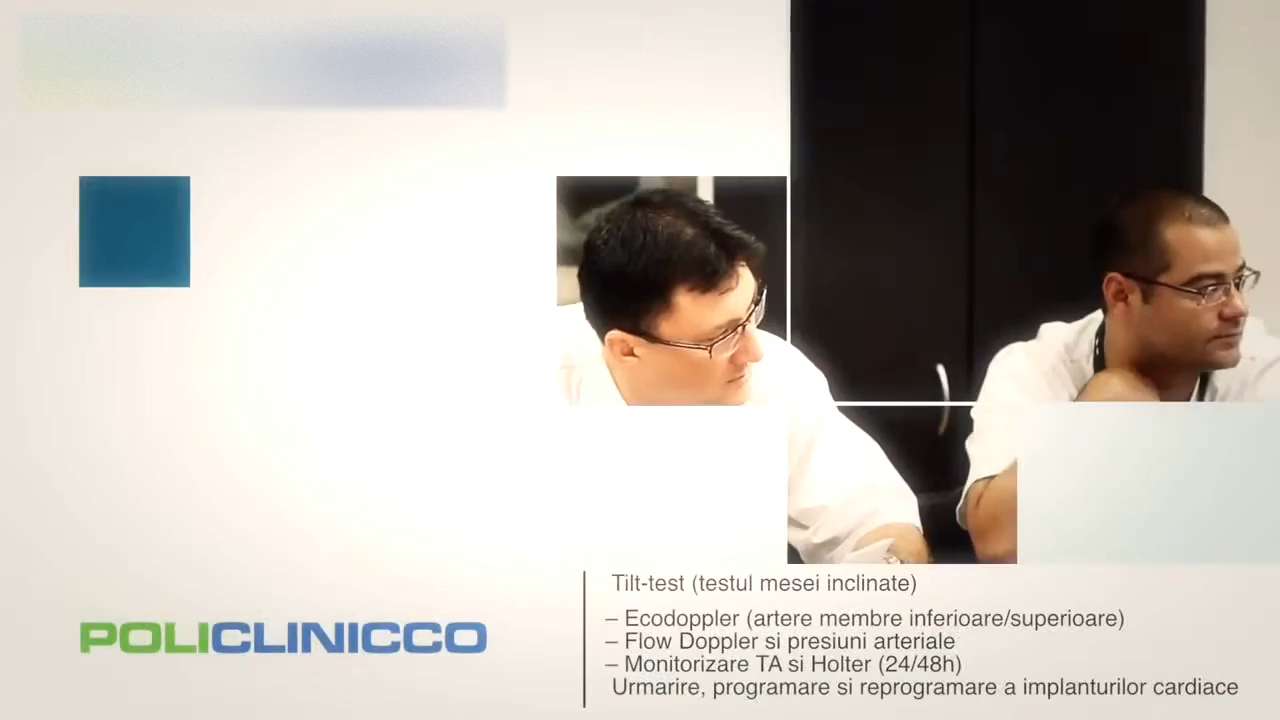 Tilt-test (testul mesei inclinate)
– Ecodoppler (artere membre inferioare/superioare)
– Flow Doppler si presiuni arteriale
– Monitorizare TA si Holter (24/48h)
Urmarire, programare si reprogramare a implanturilor cardiace
POLICLINICCO